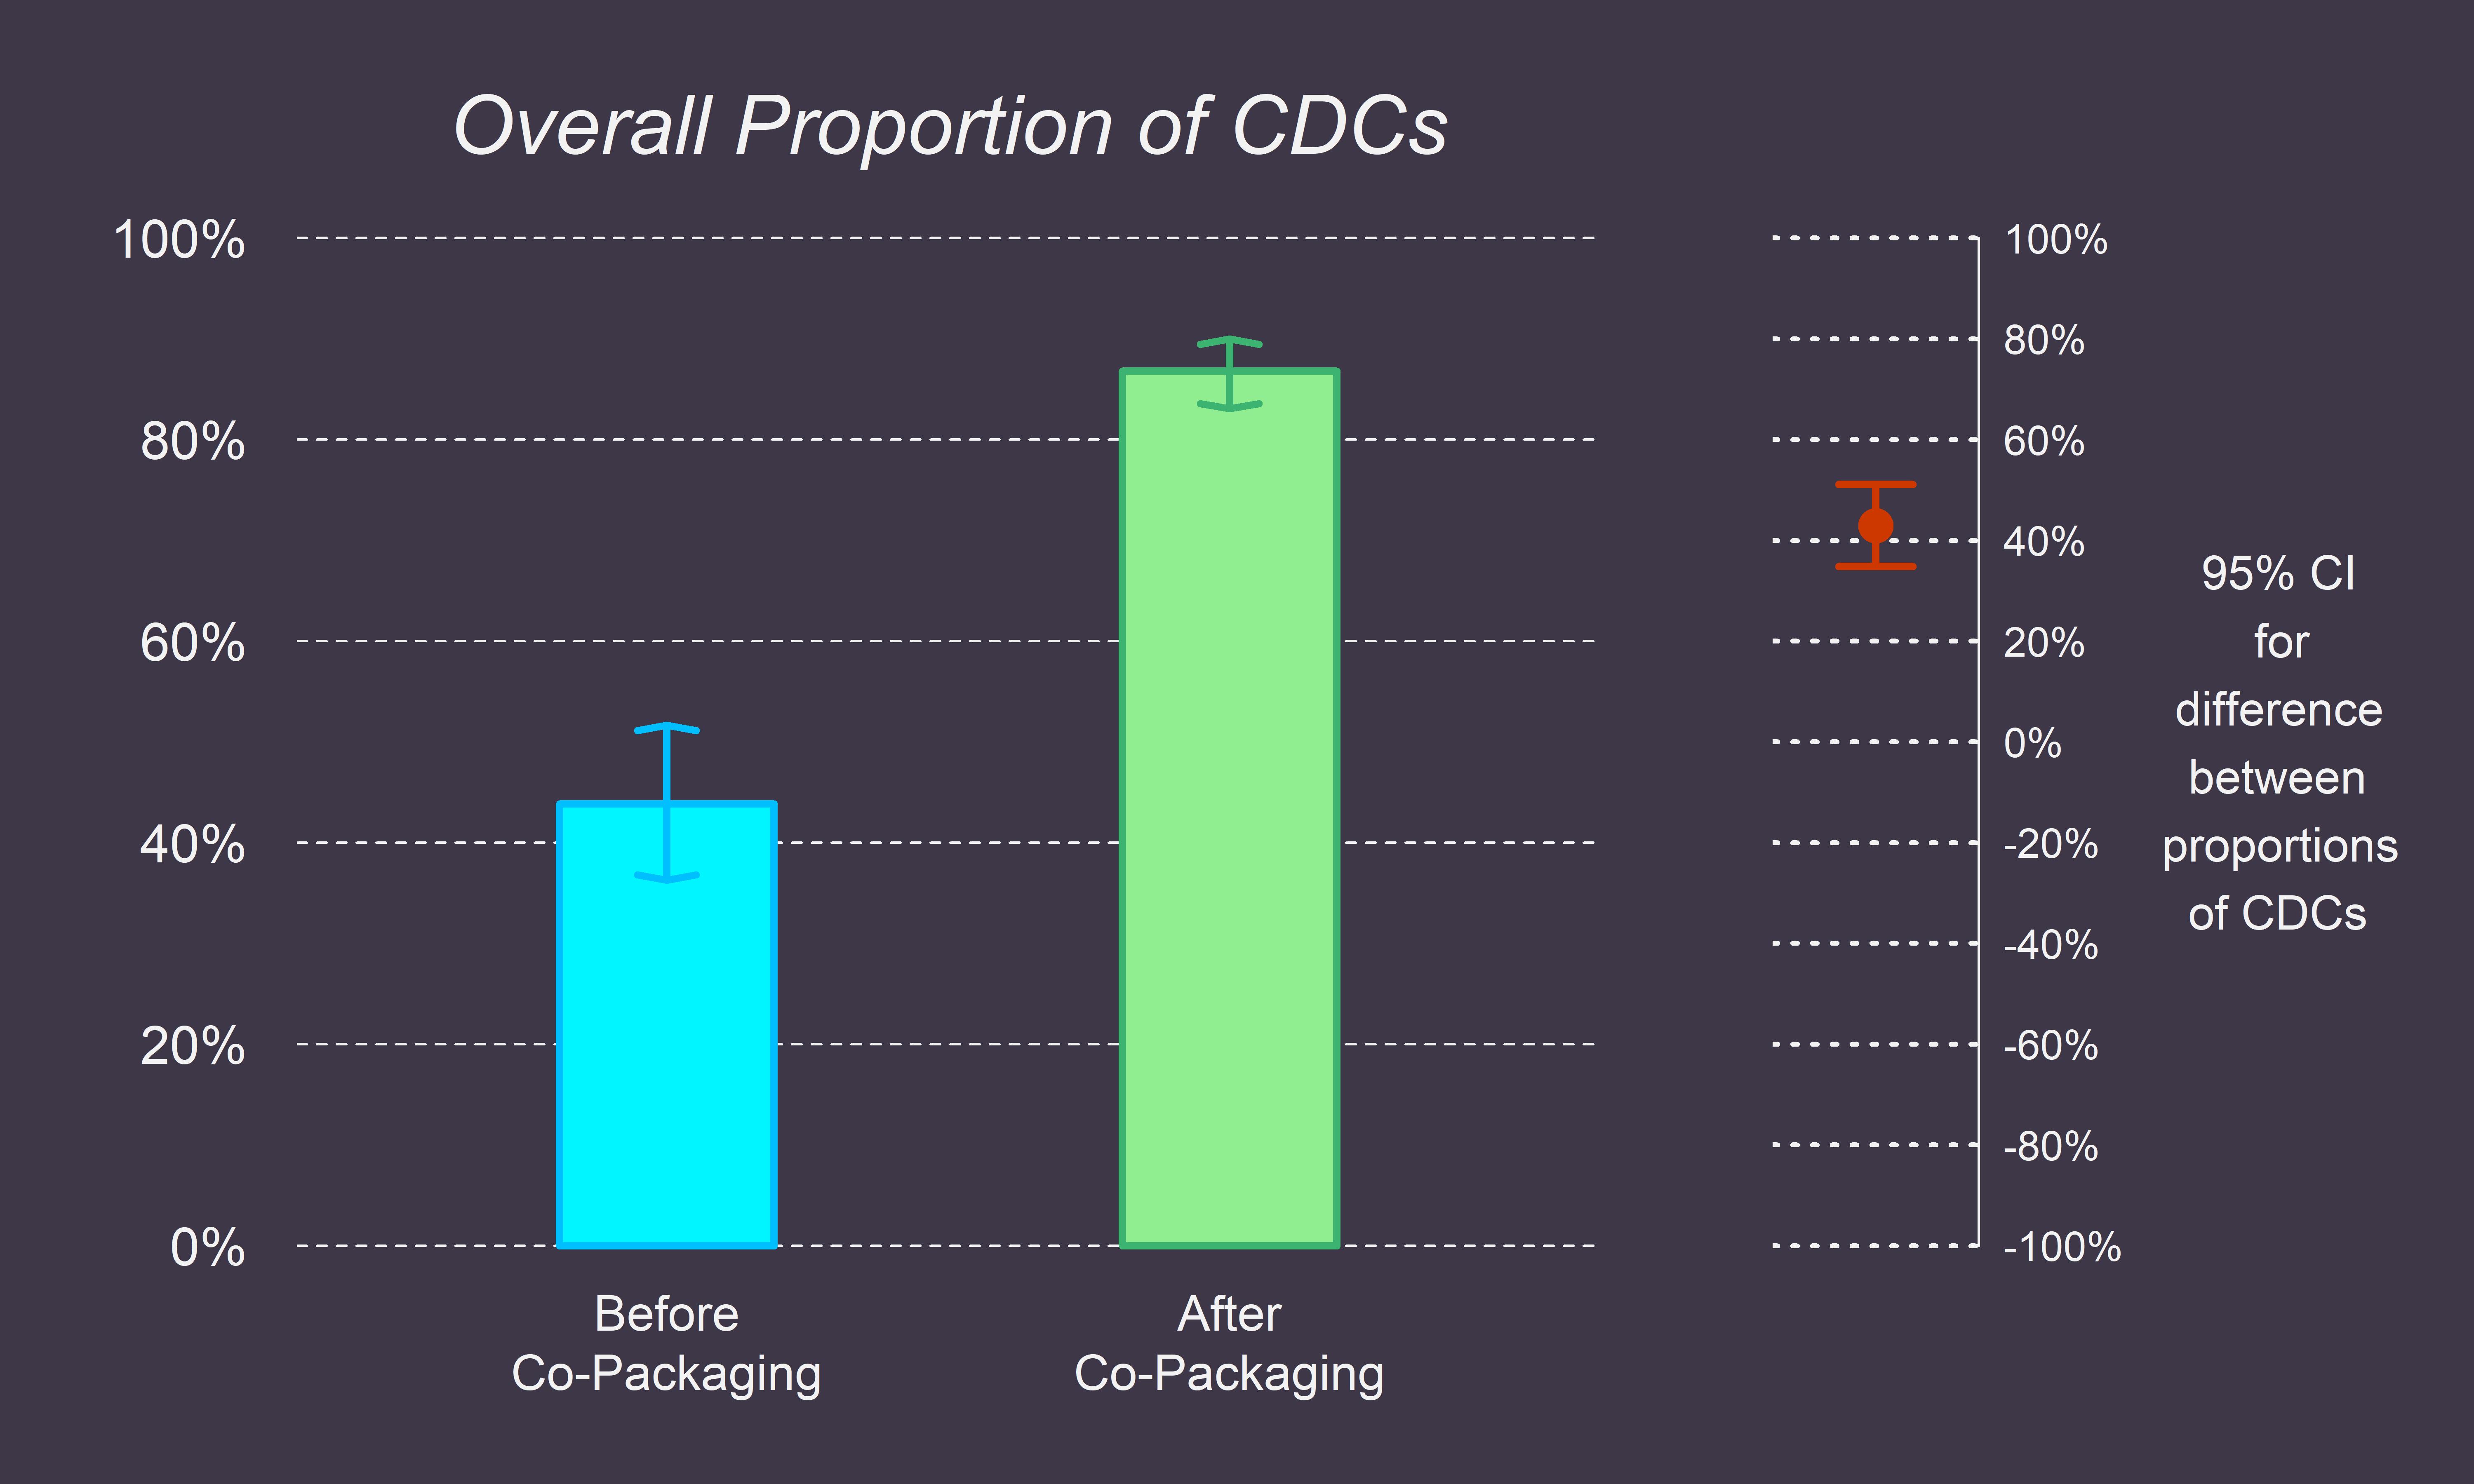 Overall Proportion of CDCs
100%
80%
60%
40%
20%
0%
Before
Co-Packaging
After
Co-Packaging
100%
80%
60%
40%
20%
0%
-20%
-40%
-60%
-80%
-100%
95% CI
for
difference
between
proportions
of CDCs